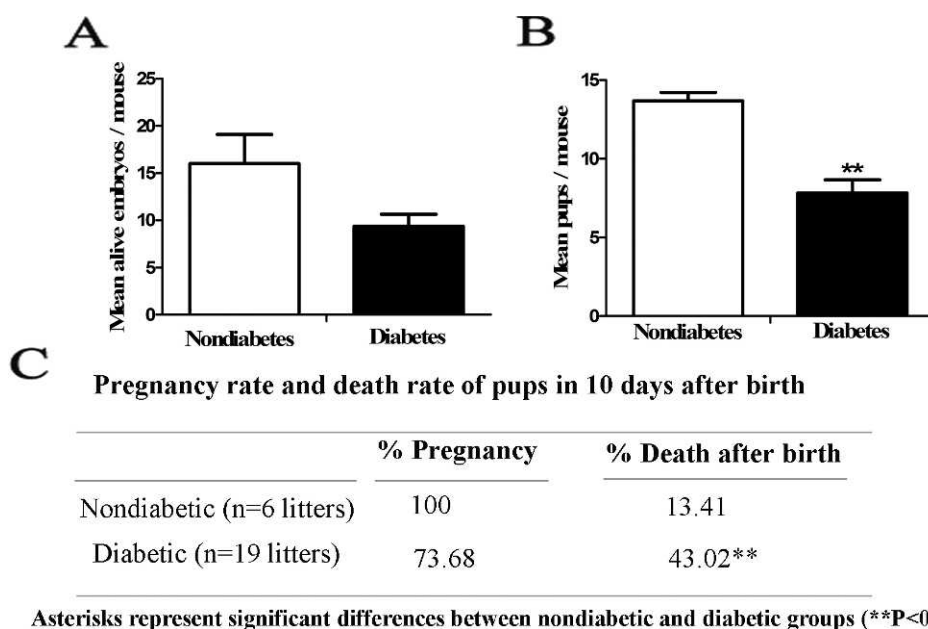 A
B
Mean alive embryos / mouse
25
20
15
10
5
0
Nondiabetes Diabetes
Mean pups / mouse
15
10
5
0
**
Nondiabetes Diabetes
C
Pregnancy rate and death rate of pups in 10 days after birth
% Pregnancy % Death after birth
Nondiabetic (n=6 litters) 100 13.41
Diabetic (n=19 litters) 73.68 43.02**
Asterisks represent significant differences between nondiabetic and diabetic groups (**P<0